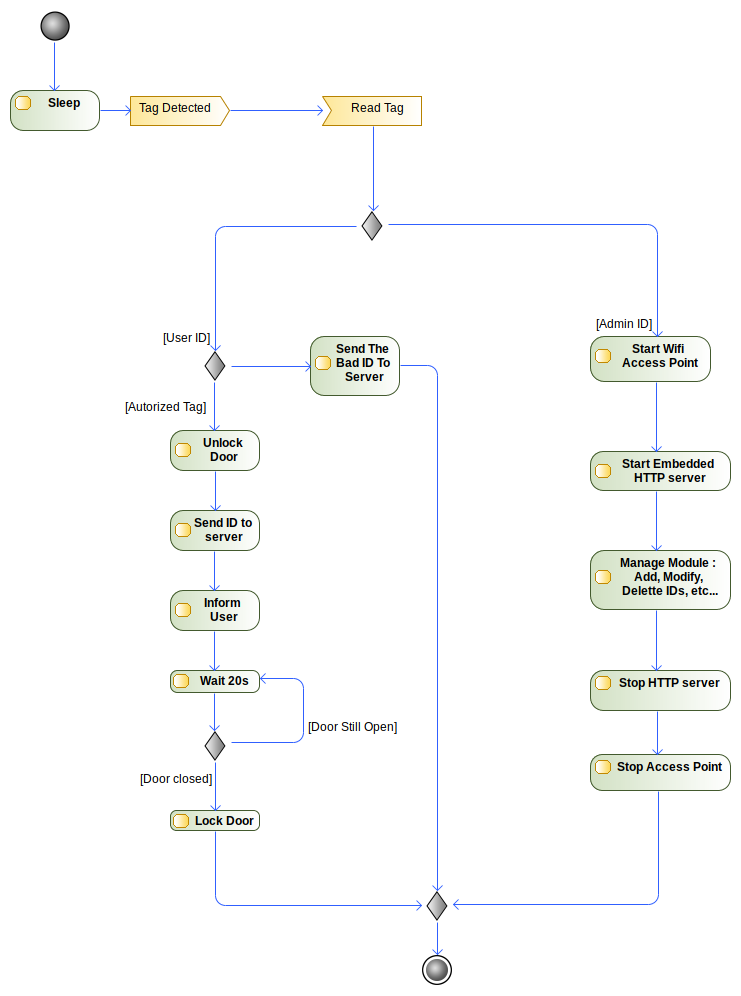 Sleep
Tag Detected
Read Tag
[User ID]
[Admin ID]
Send The
Bad ID To
Server
Start Wifi
Access Point
[Autorized Tag]
Unlock
Door
Start Embedded
HTTP server
Send ID to
server
Manage Module :
Add, Modify,
Delette IDs, etc...
Inform
User
Wait 20s
Stop HTTP server
[Door Still Open]
[Door closed]
Stop Access Point
Lock Door